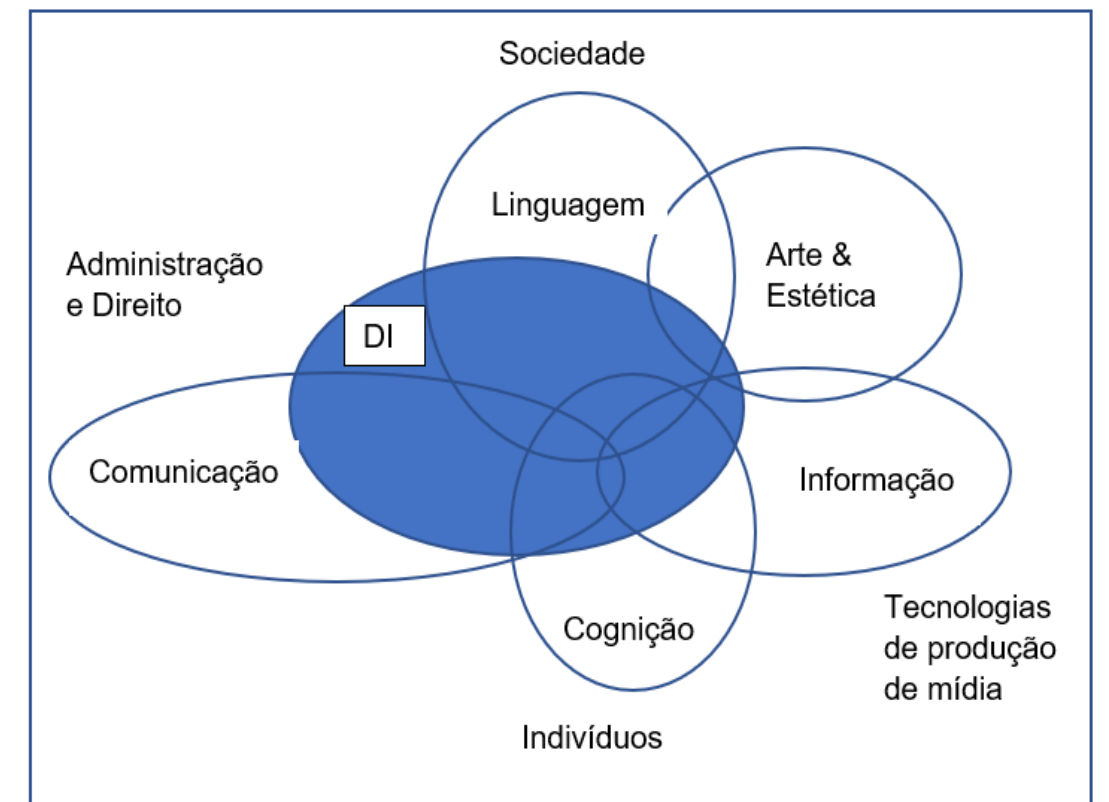 Sociedade
Linguagem
Arte &
Estética
Administração
e Direito
DI
Comunicação
Informação
Cognição
Tecnologias
de produção
de mídia
Indivíduos